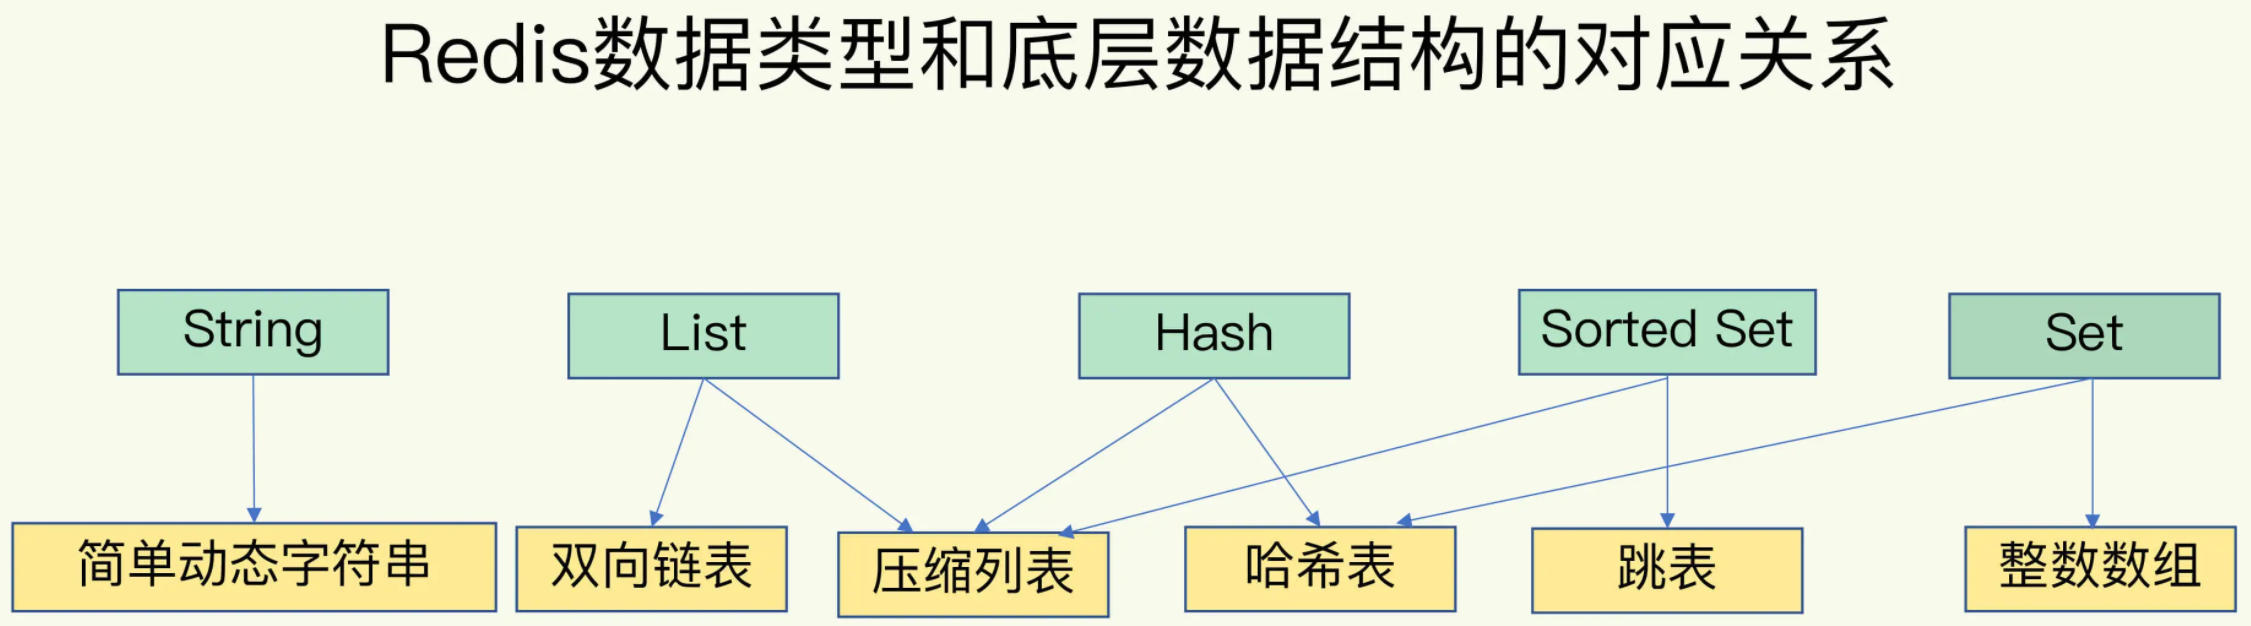 Redis数据类型和底层数据结构的对应关系
String
List
Hash
Sorted Set
Set
简单动态字符串
双向链表
压缩列表
哈希表
跳表
整数数组